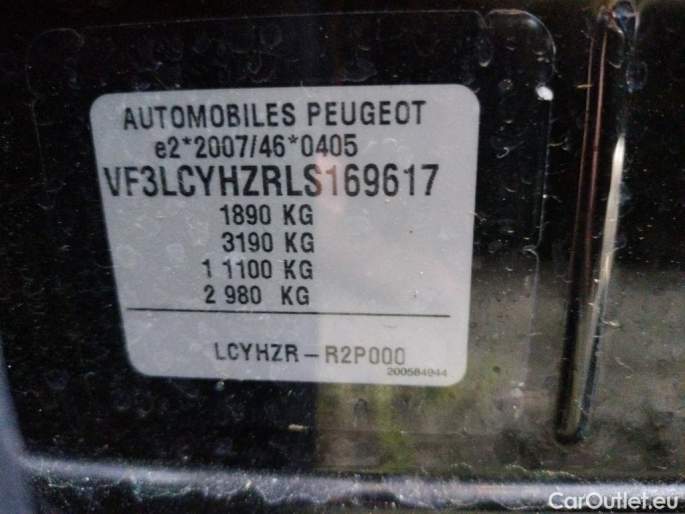 AUTOMOBILES PEUGEOT
e2*2007/46*0405
VF3LCYHZRLS169617
1890 KG
3190 KG
1 1100 KG
2 980 KG
LCYHZR-R2P000
200584944
CarOutlet.eu